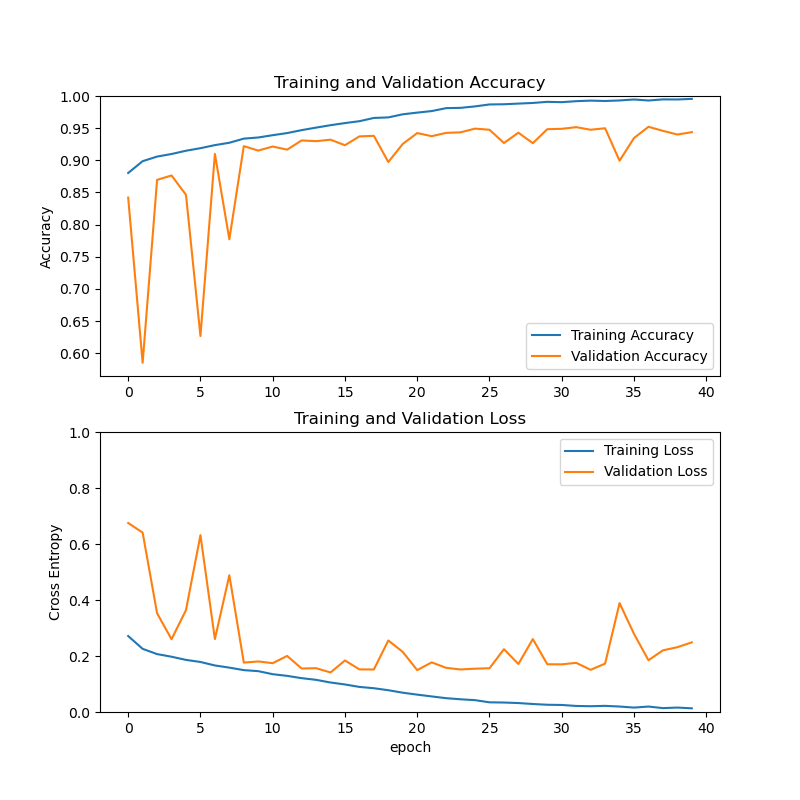 Training and Validation Accuracy
1.00
0.95
0.90
0.85
0.80
0.75
0.70
0.65
0.60
Accuracy
Training Accuracy
Validation Accuracy
0 5 10 15 20 25 30 35 40
Training and Validation Loss
1.0
0.8
0.6
0.4
0.2
0.0
Cross Entropy
Training Loss
Validation Loss
0 5 10 15 20 25 30 35 40
epoch